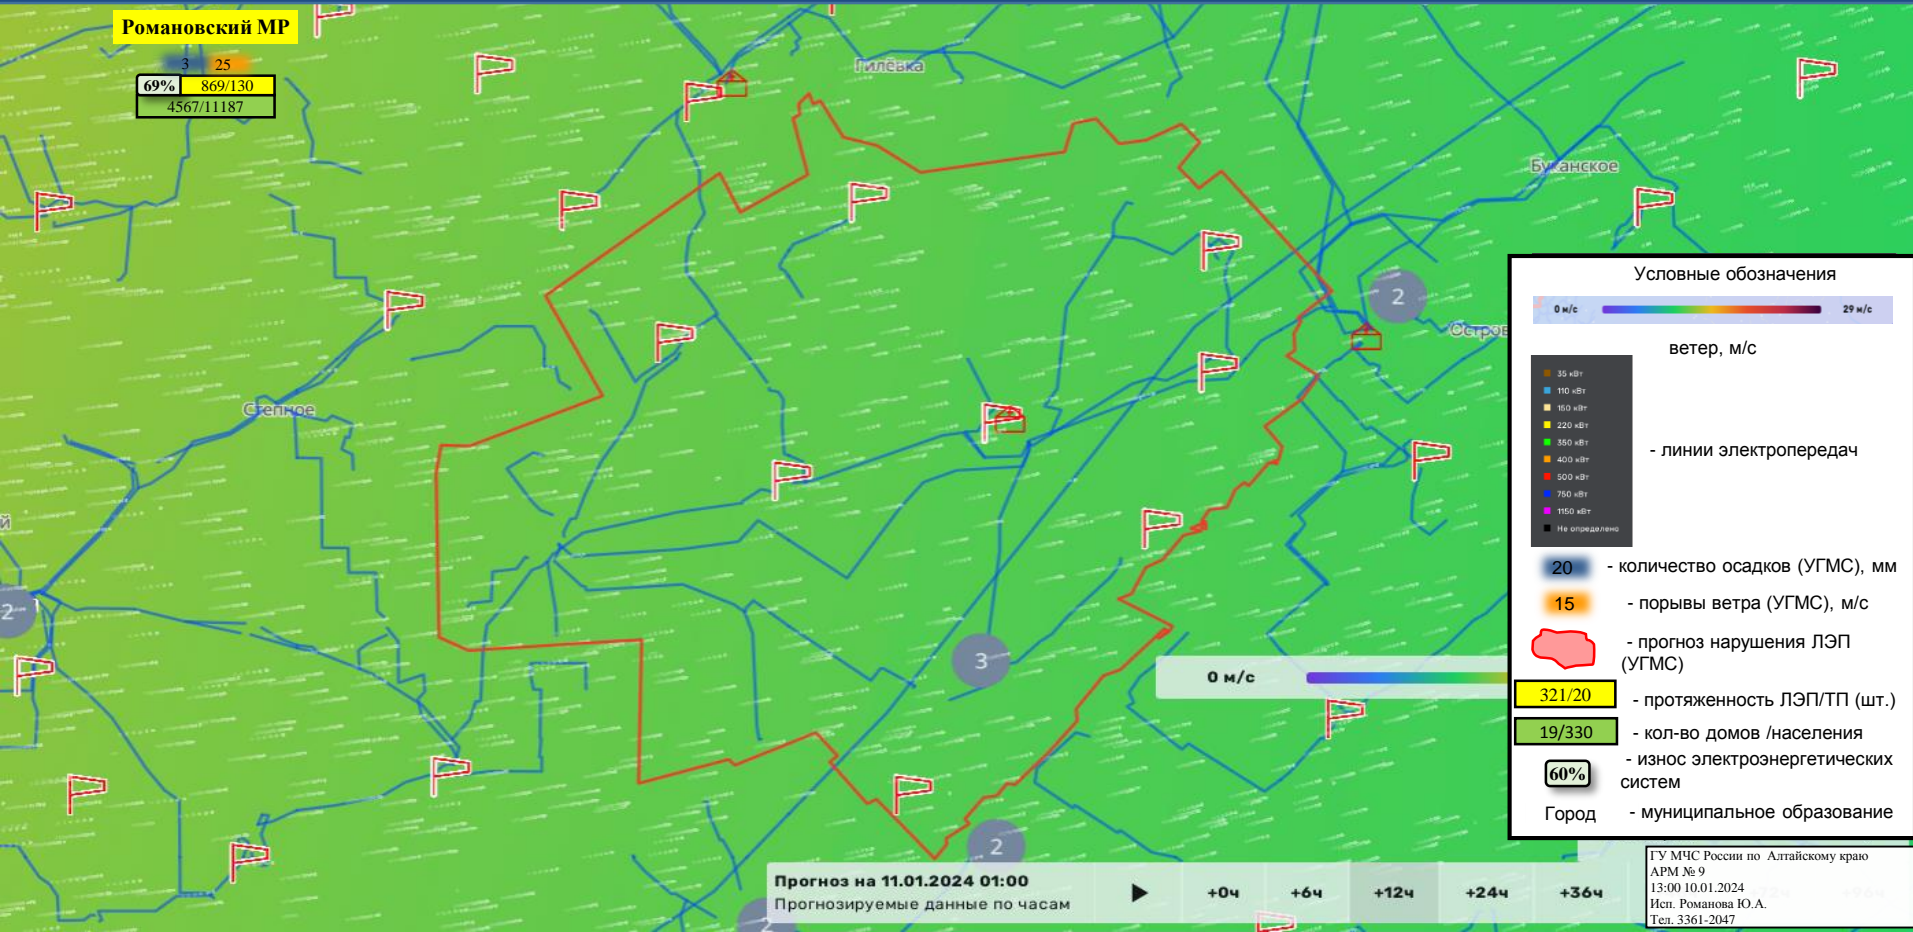 Романовский МР
3 25
69% 869/130
4567/11187
Гилёвка
Буканское
Степное
й
Остров
2
2
3
2
2
0 м/с
Условные обозначения
0 м/с 29 м/с
ветер, м/с
35 кВт
110 кВт
150 кВт
220 кВт
350 кВт
400 кВт
500 кВт
750 кВт
1150 кВт
Не определено
- линии электропередач
20 - количество осадков (УГМС), мм
15 - порывы ветра (УГМС), м/с
- прогноз нарушения ЛЭП
(УГМС)
321/20 - протяженность ЛЭП/ТП (шт.)
19/330 - кол-во домов /населения
60% - износ электроэнергетических
систем
Город - муниципальное образование
Прогноз на 11.01.2024 01:00
Прогнозируемые данные по часам
+0ч +6ч +12ч +24ч +36ч
ГУ МЧС России по Алтайскому краю
АРМ № 9
13:00 10.01.2024
Исп. Романова Ю.А.
Тел. 3361-2047